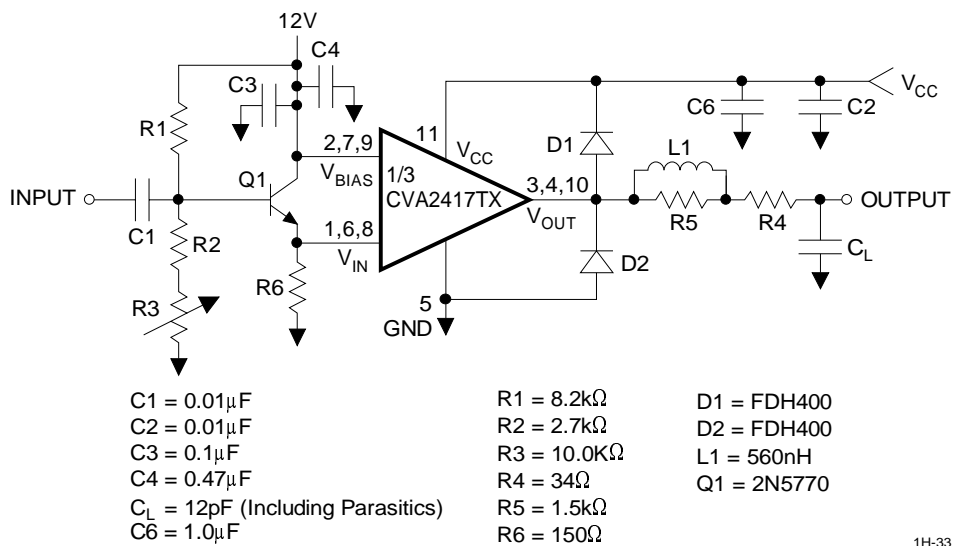 12V
C4
C3
R1
11
V_CC
C6
C2
V_CC
D1
L1
2,7,9
V_BIAS
1/3
CVA2417TX
Q1
INPUT
C1
R2
3,4,10
V_OUT
R5
R4
OUTPUT
1,6,8
V_IN
R6
D2
C_L
R3
5
GND
C1 = 0.01µF
C2 = 0.01µF
C3 = 0.1µF
C4 = 0.47µF
C_L = 12pF (Including Parasitics)
C6 = 1.0µF
R1 = 8.2kΩ
R2 = 2.7kΩ
R3 = 10.0KΩ
R4 = 34Ω
R5 = 1.5kΩ
R6 = 150Ω
D1 = FDH400
D2 = FDH400
L1 = 560nH
Q1 = 2N5770
1H-33